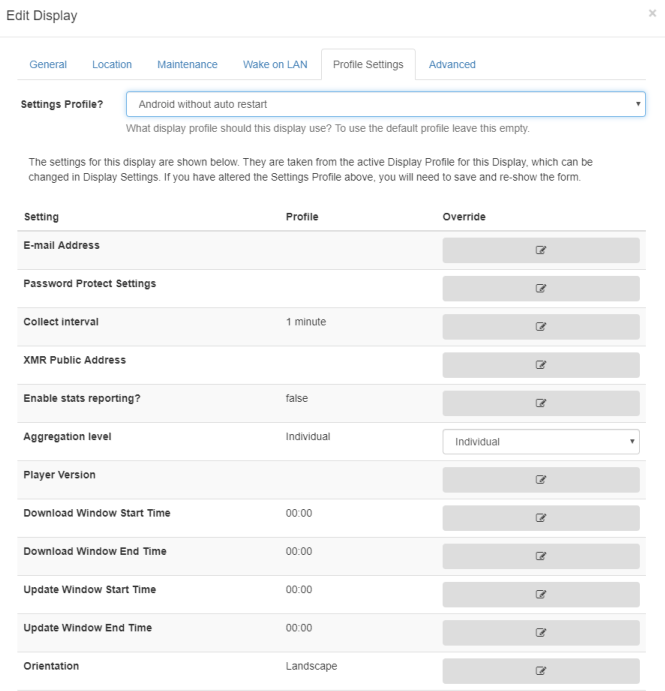 Edit Display ×
General Location Maintenance Wake on LAN Profile Settings Advanced
Settings Profile? Android without auto restart
What display profile should this display use? To use the default profile leave this empty.
The settings for this display are shown below. They are taken from the active Display Profile for this Display, which can be
changed in Display Settings. If you have altered the Settings Profile above, you will need to save and re-show the form.
Setting Profile Override
E-mail Address
Password Protect Settings
Collect interval 1 minute
XMR Public Address
Enable stats reporting? false
Aggregation level Individual Individual
Player Version
Download Window Start Time 00:00
Download Window End Time 00:00
Update Window Start Time 00:00
Update Window End Time 00:00
Orientation Landscape